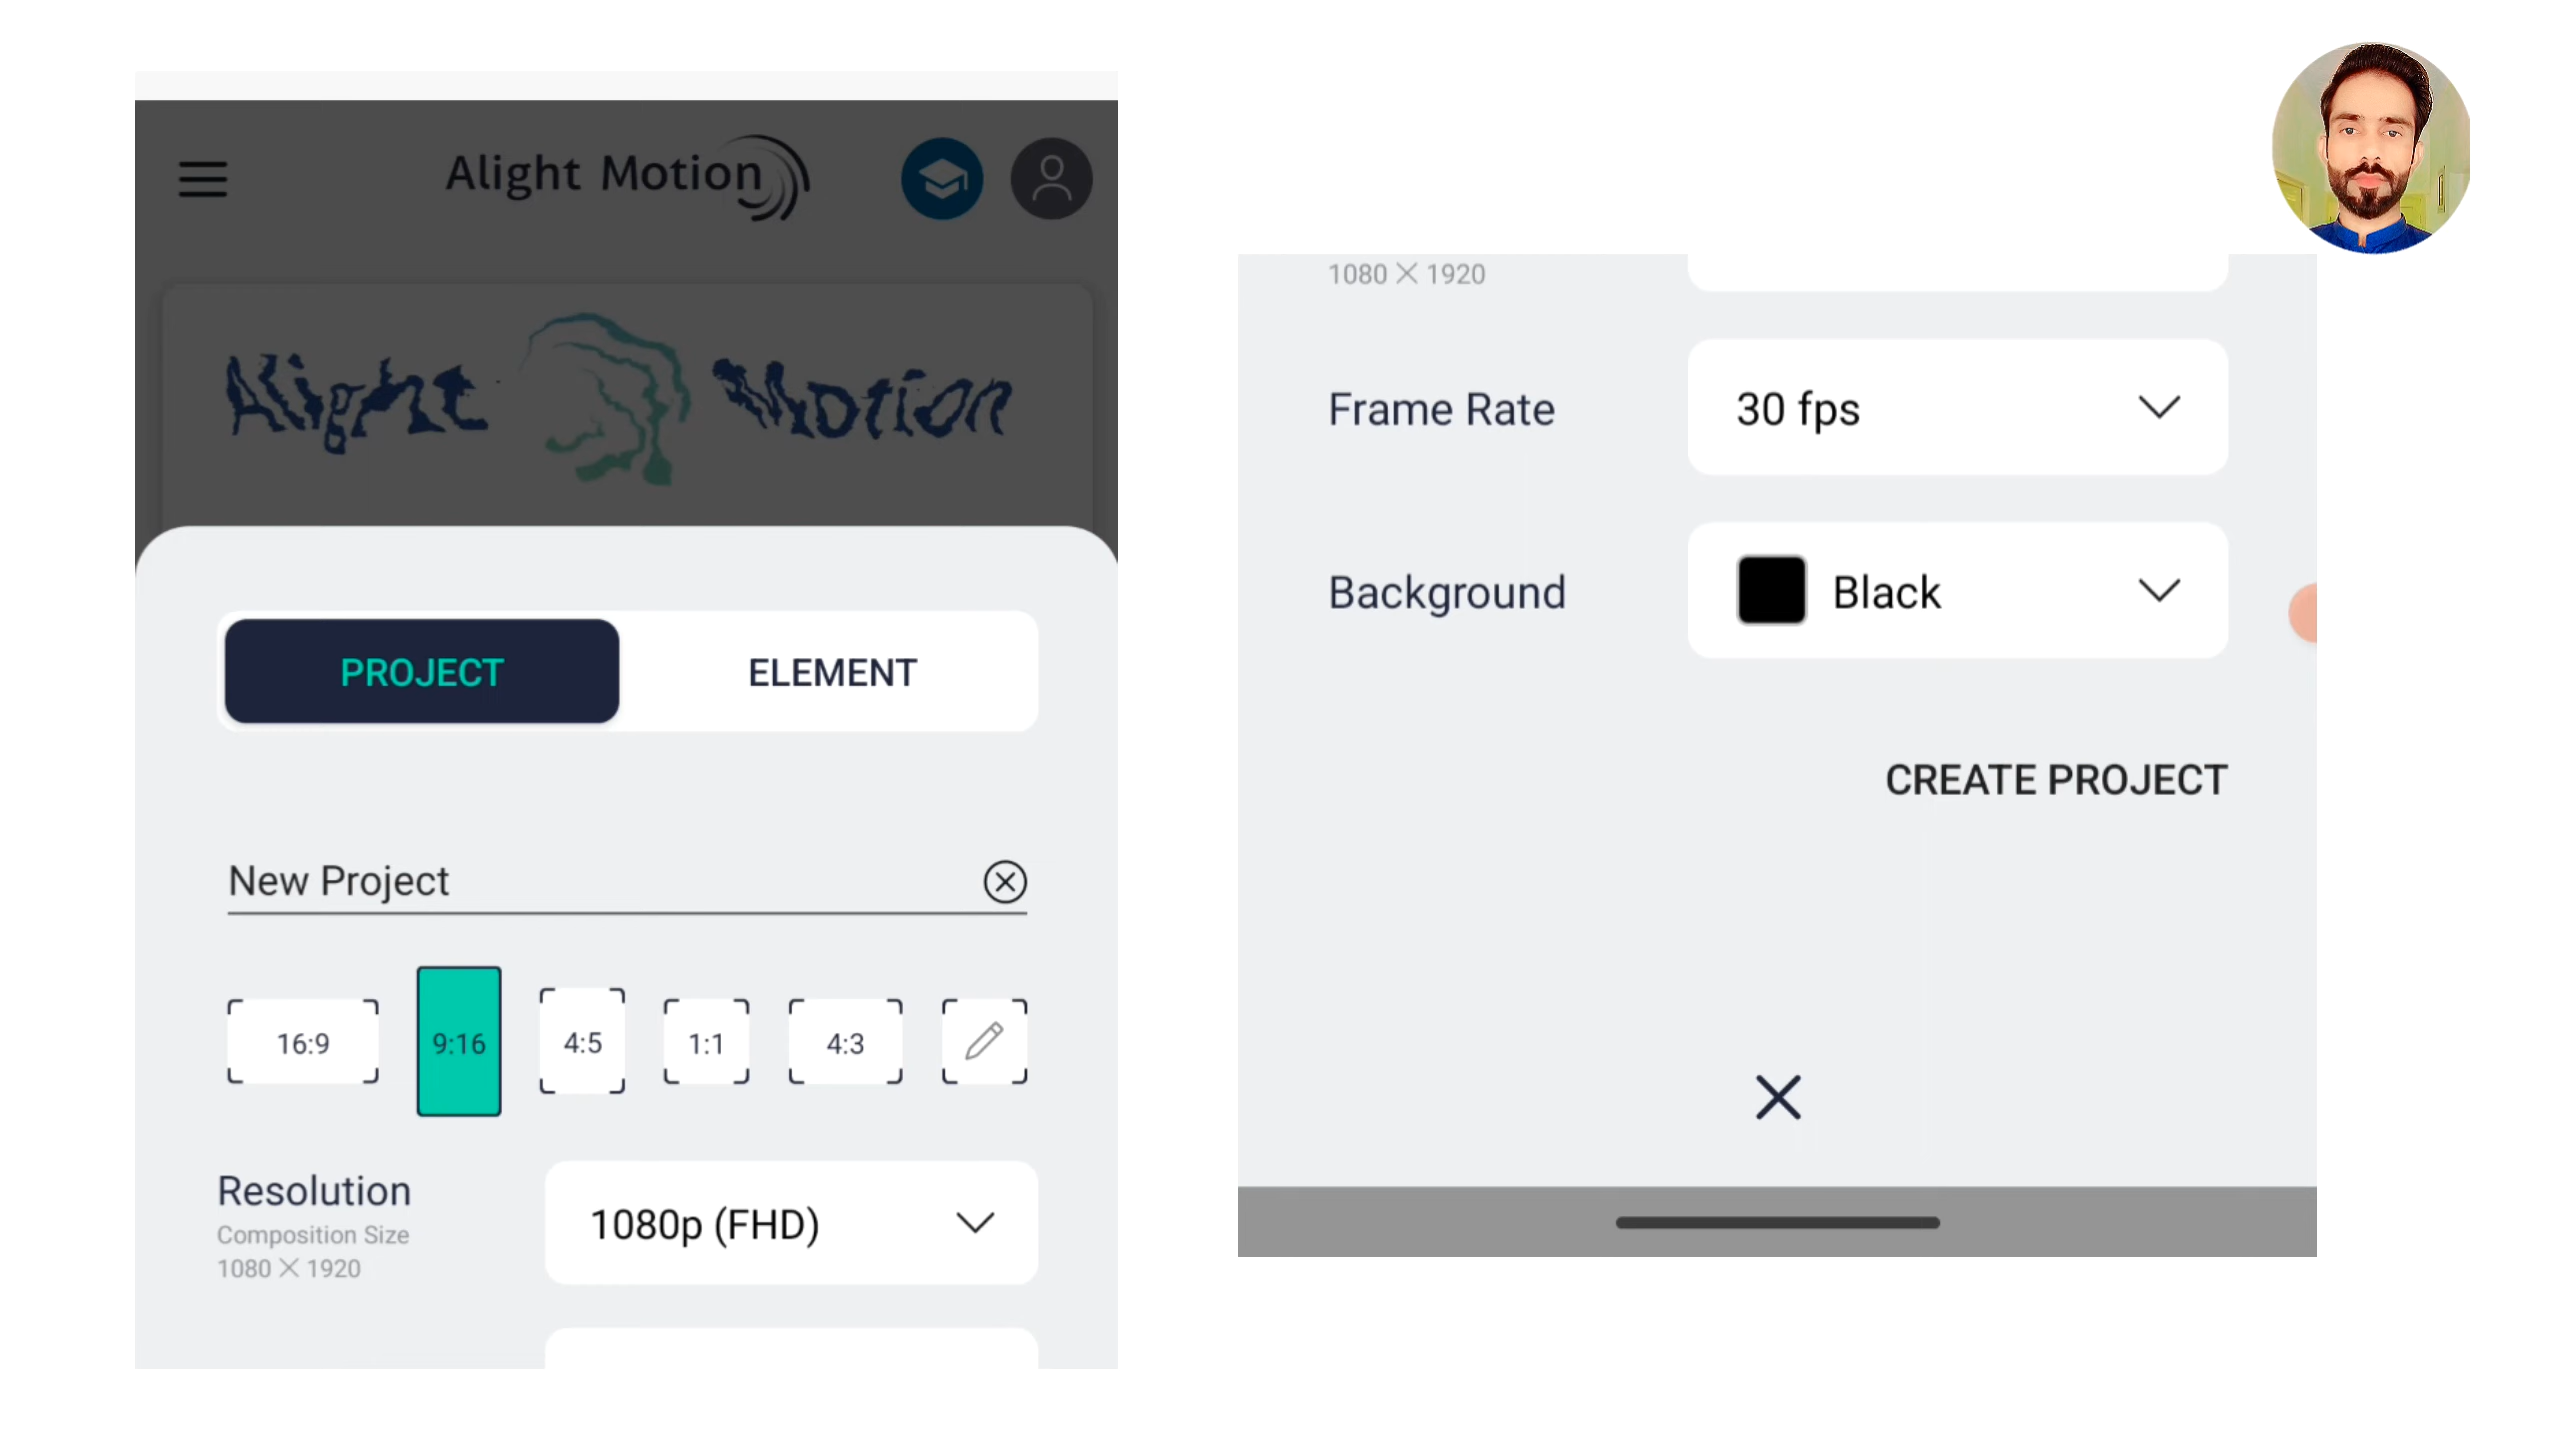 Alight Motion
Alight Motion
PROJECT ELEMENT
New Project
16:9 9:16 4:5 1:1 4:3
Resolution
Composition Size
1080 × 1920
1080p (FHD)
1080 × 1920
Frame Rate 30 fps
Background Black
CREATE PROJECT